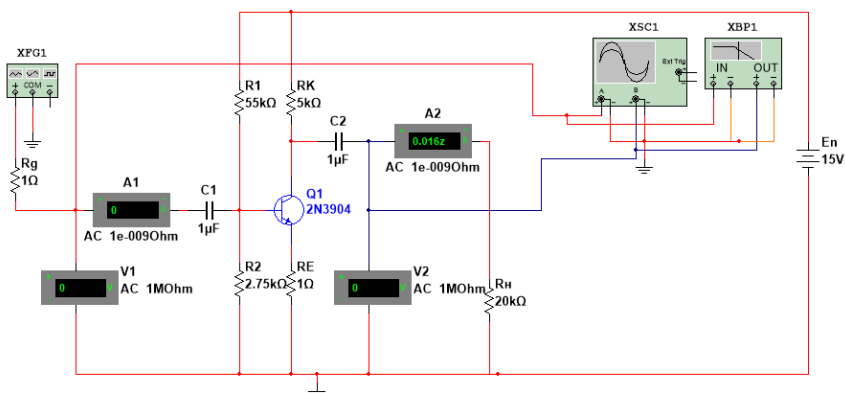 XFG1
COM
+ −
Rg
1Ω
A1
0
AC 1e-009Ohm
C1
1µF
V1
0 V
AC 1MOhm
R1
55kΩ
RK
5kΩ
C2
1µF
Q1
2N3904
R2
2.75kΩ
RE
1Ω
A2
0.016z
AC 1e-009Ohm
V2
0 V
AC 1MOhm
Rн
20kΩ
XSC1
Ext Trig
A B
XBP1
IN OUT
En
15V